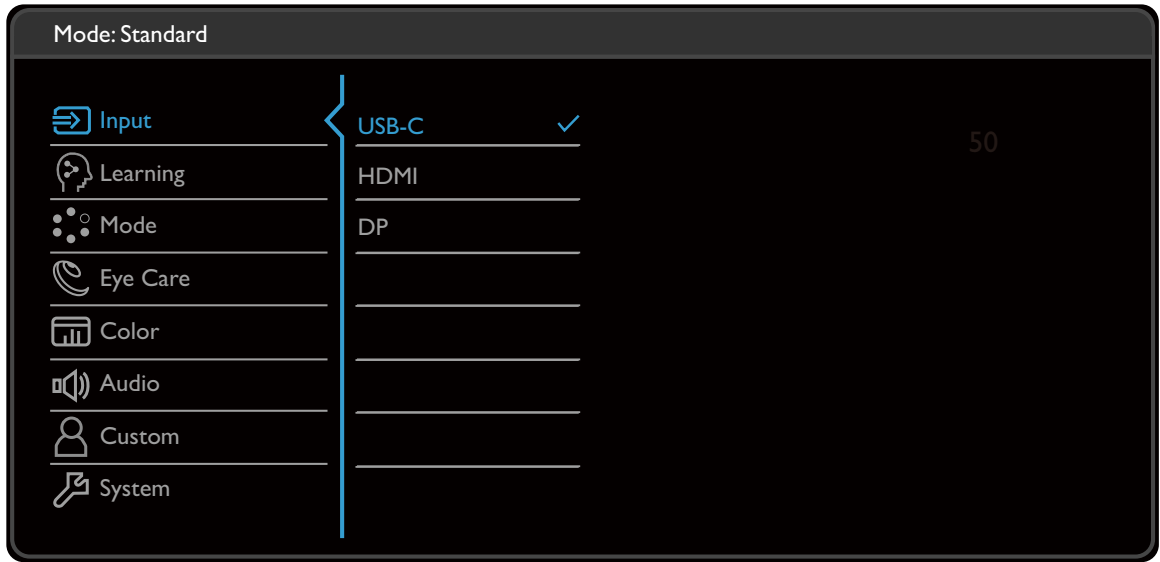 Mode: Standard
Input
Learning
Mode
Eye Care
Color
Audio
Custom
System
USB-C
HDMI
DP
50